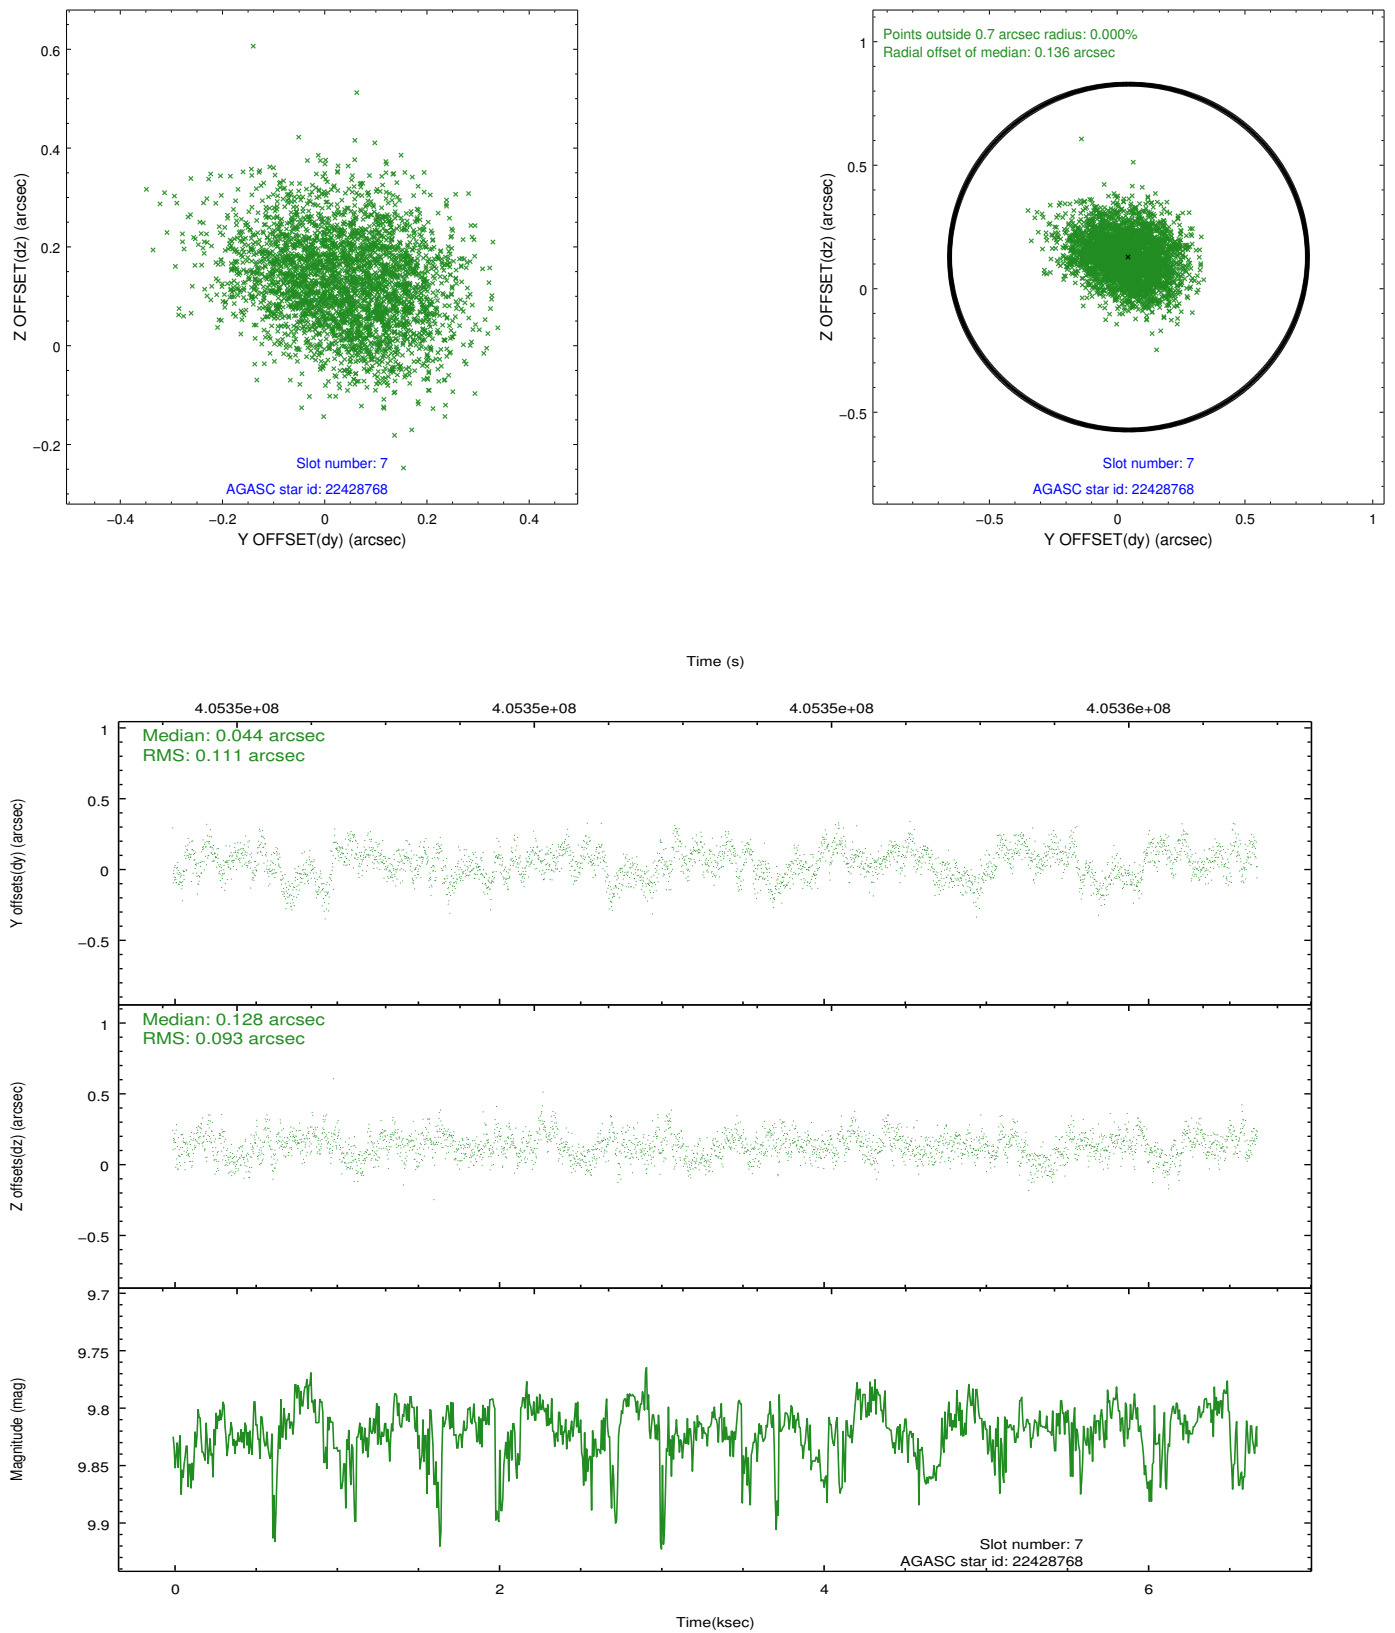 0.6
0.4
0.2
0
−0.2
Z OFFSET(dz) (arcsec)
Slot number: 7
AGASC star id: 22428768
−0.4 −0.2 0 0.2 0.4
Y OFFSET(dy) (arcsec)
Points outside 0.7 arcsec radius: 0.000%
Radial offset of median: 0.136 arcsec
1
0.5
0
−0.5
Z OFFSET(dz) (arcsec)
Slot number: 7
AGASC star id: 22428768
−0.5 0 0.5 1
Y OFFSET(dy) (arcsec)
Time (s)
4.0535e+08 4.0535e+08 4.0535e+08 4.0536e+08
Median: 0.044 arcsec
RMS: 0.111 arcsec
1
0.5
0
−0.5
Y offsets(dy) (arcsec)
Median: 0.128 arcsec
RMS: 0.093 arcsec
1
0.5
0
−0.5
Z offsets(dz) (arcsec)
9.7
9.75
9.8
9.85
9.9
Magnitude (mag)
Slot number: 7
AGASC star id: 22428768
0 2 4 6
Time(ksec)